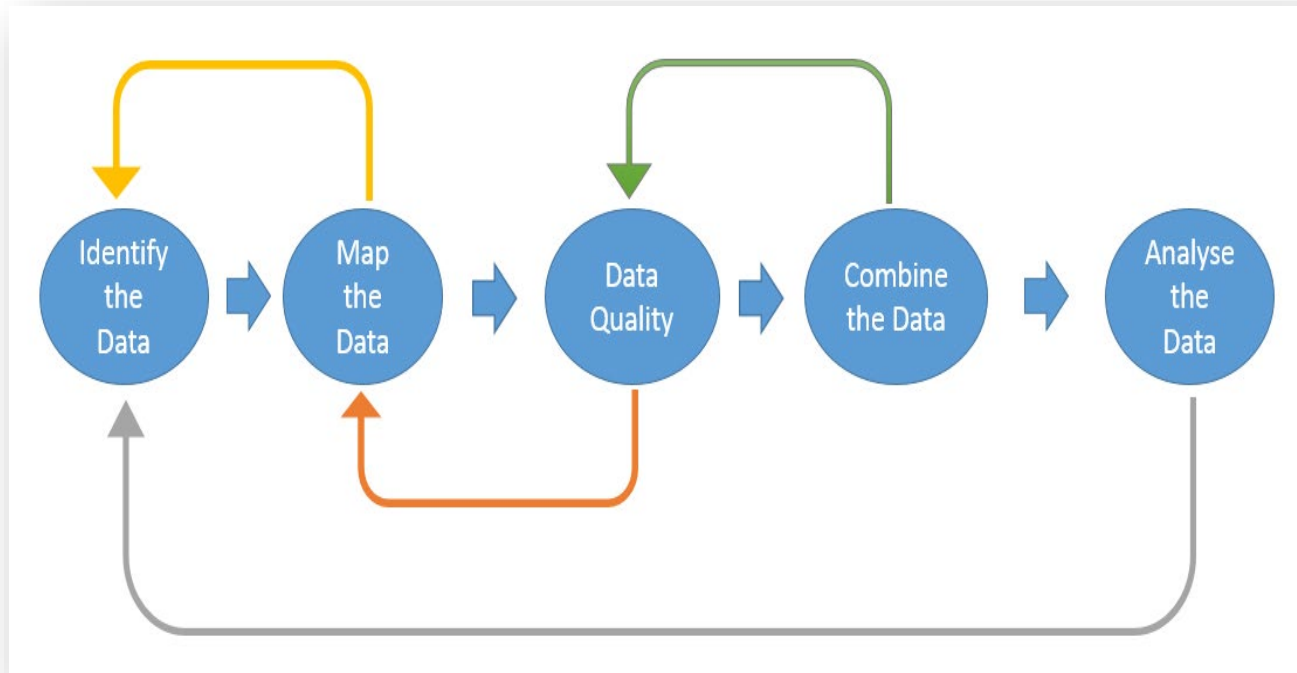 Identify
the
Data
Map
the
Data
Data
Quality
Combine
the Data
Analyse
the
Data